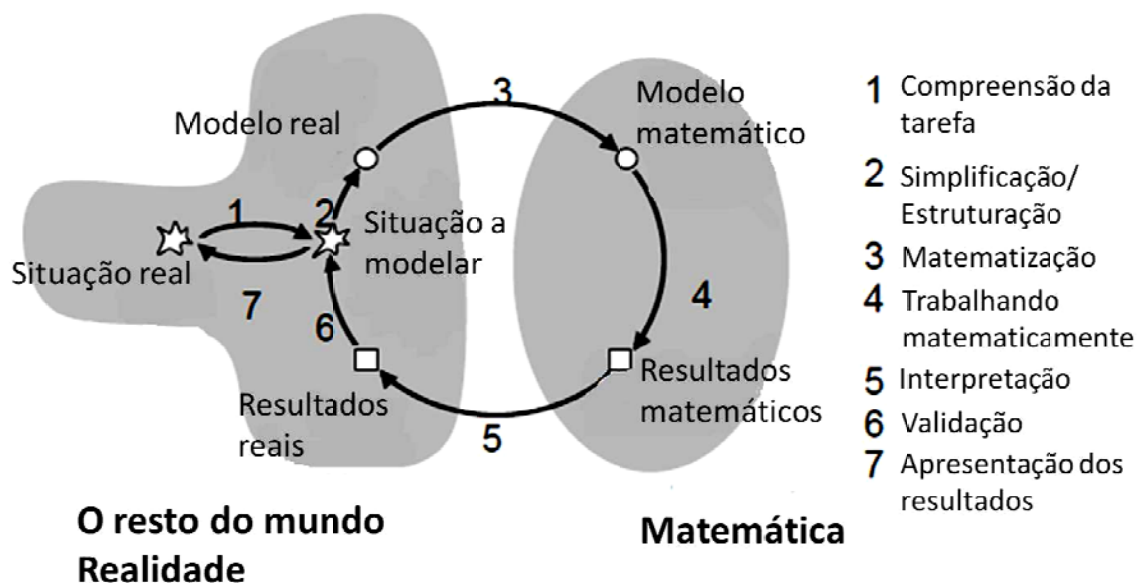 3
Modelo real
Modelo
matemático
1
2
Situação a
modelar
Situação real
7
6
4
Resultados
reais
5
Resultados
matemáticos
O resto do mundo
Realidade
Matemática
1 Compreensão da
tarefa
2 Simplificação/
Estruturação
3 Matematização
4 Trabalhando
matematicamente
5 Interpretação
6 Validação
7 Apresentação dos
resultados